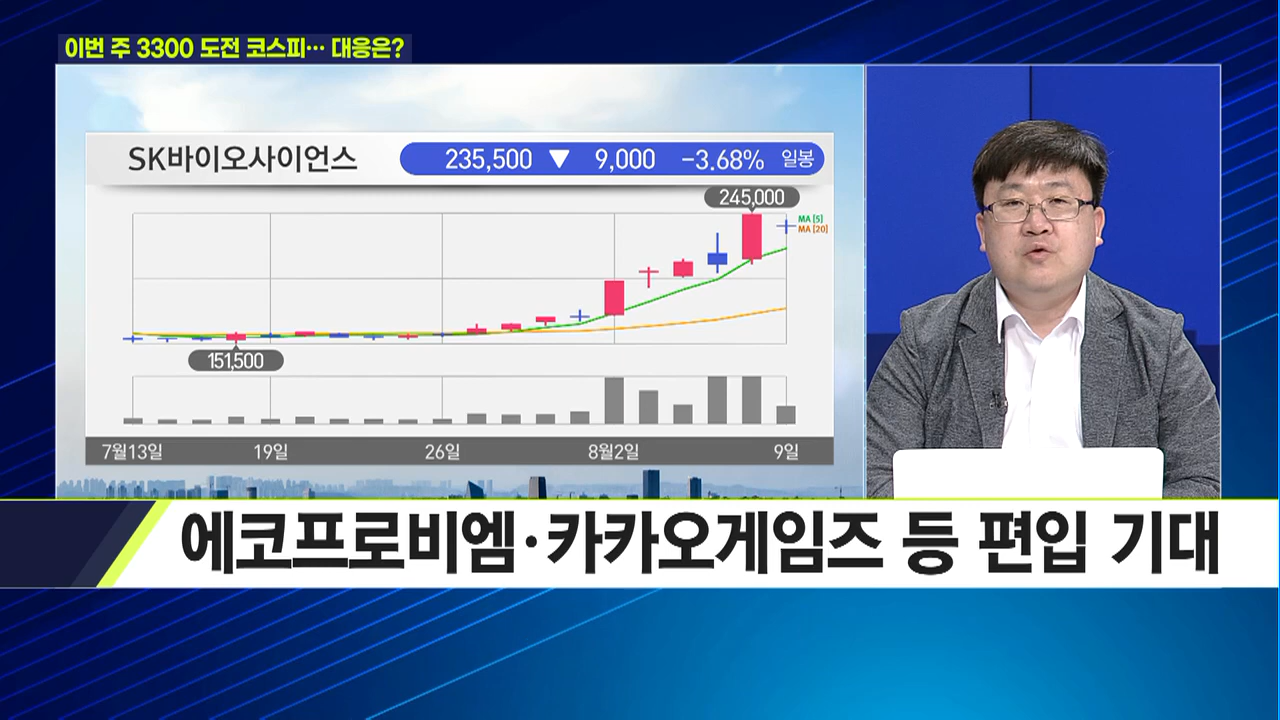 이번 주 3300 도전 코스피… 대응은?
SK바이오사이언스
235,500 ▼ 9,000 -3.68% 일봉
245,000
MA [5]
MA [20]
151,500
7월13일 19일 26일 8월2일 9일
에코프로비엠·카카오게임즈 등 편입 기대